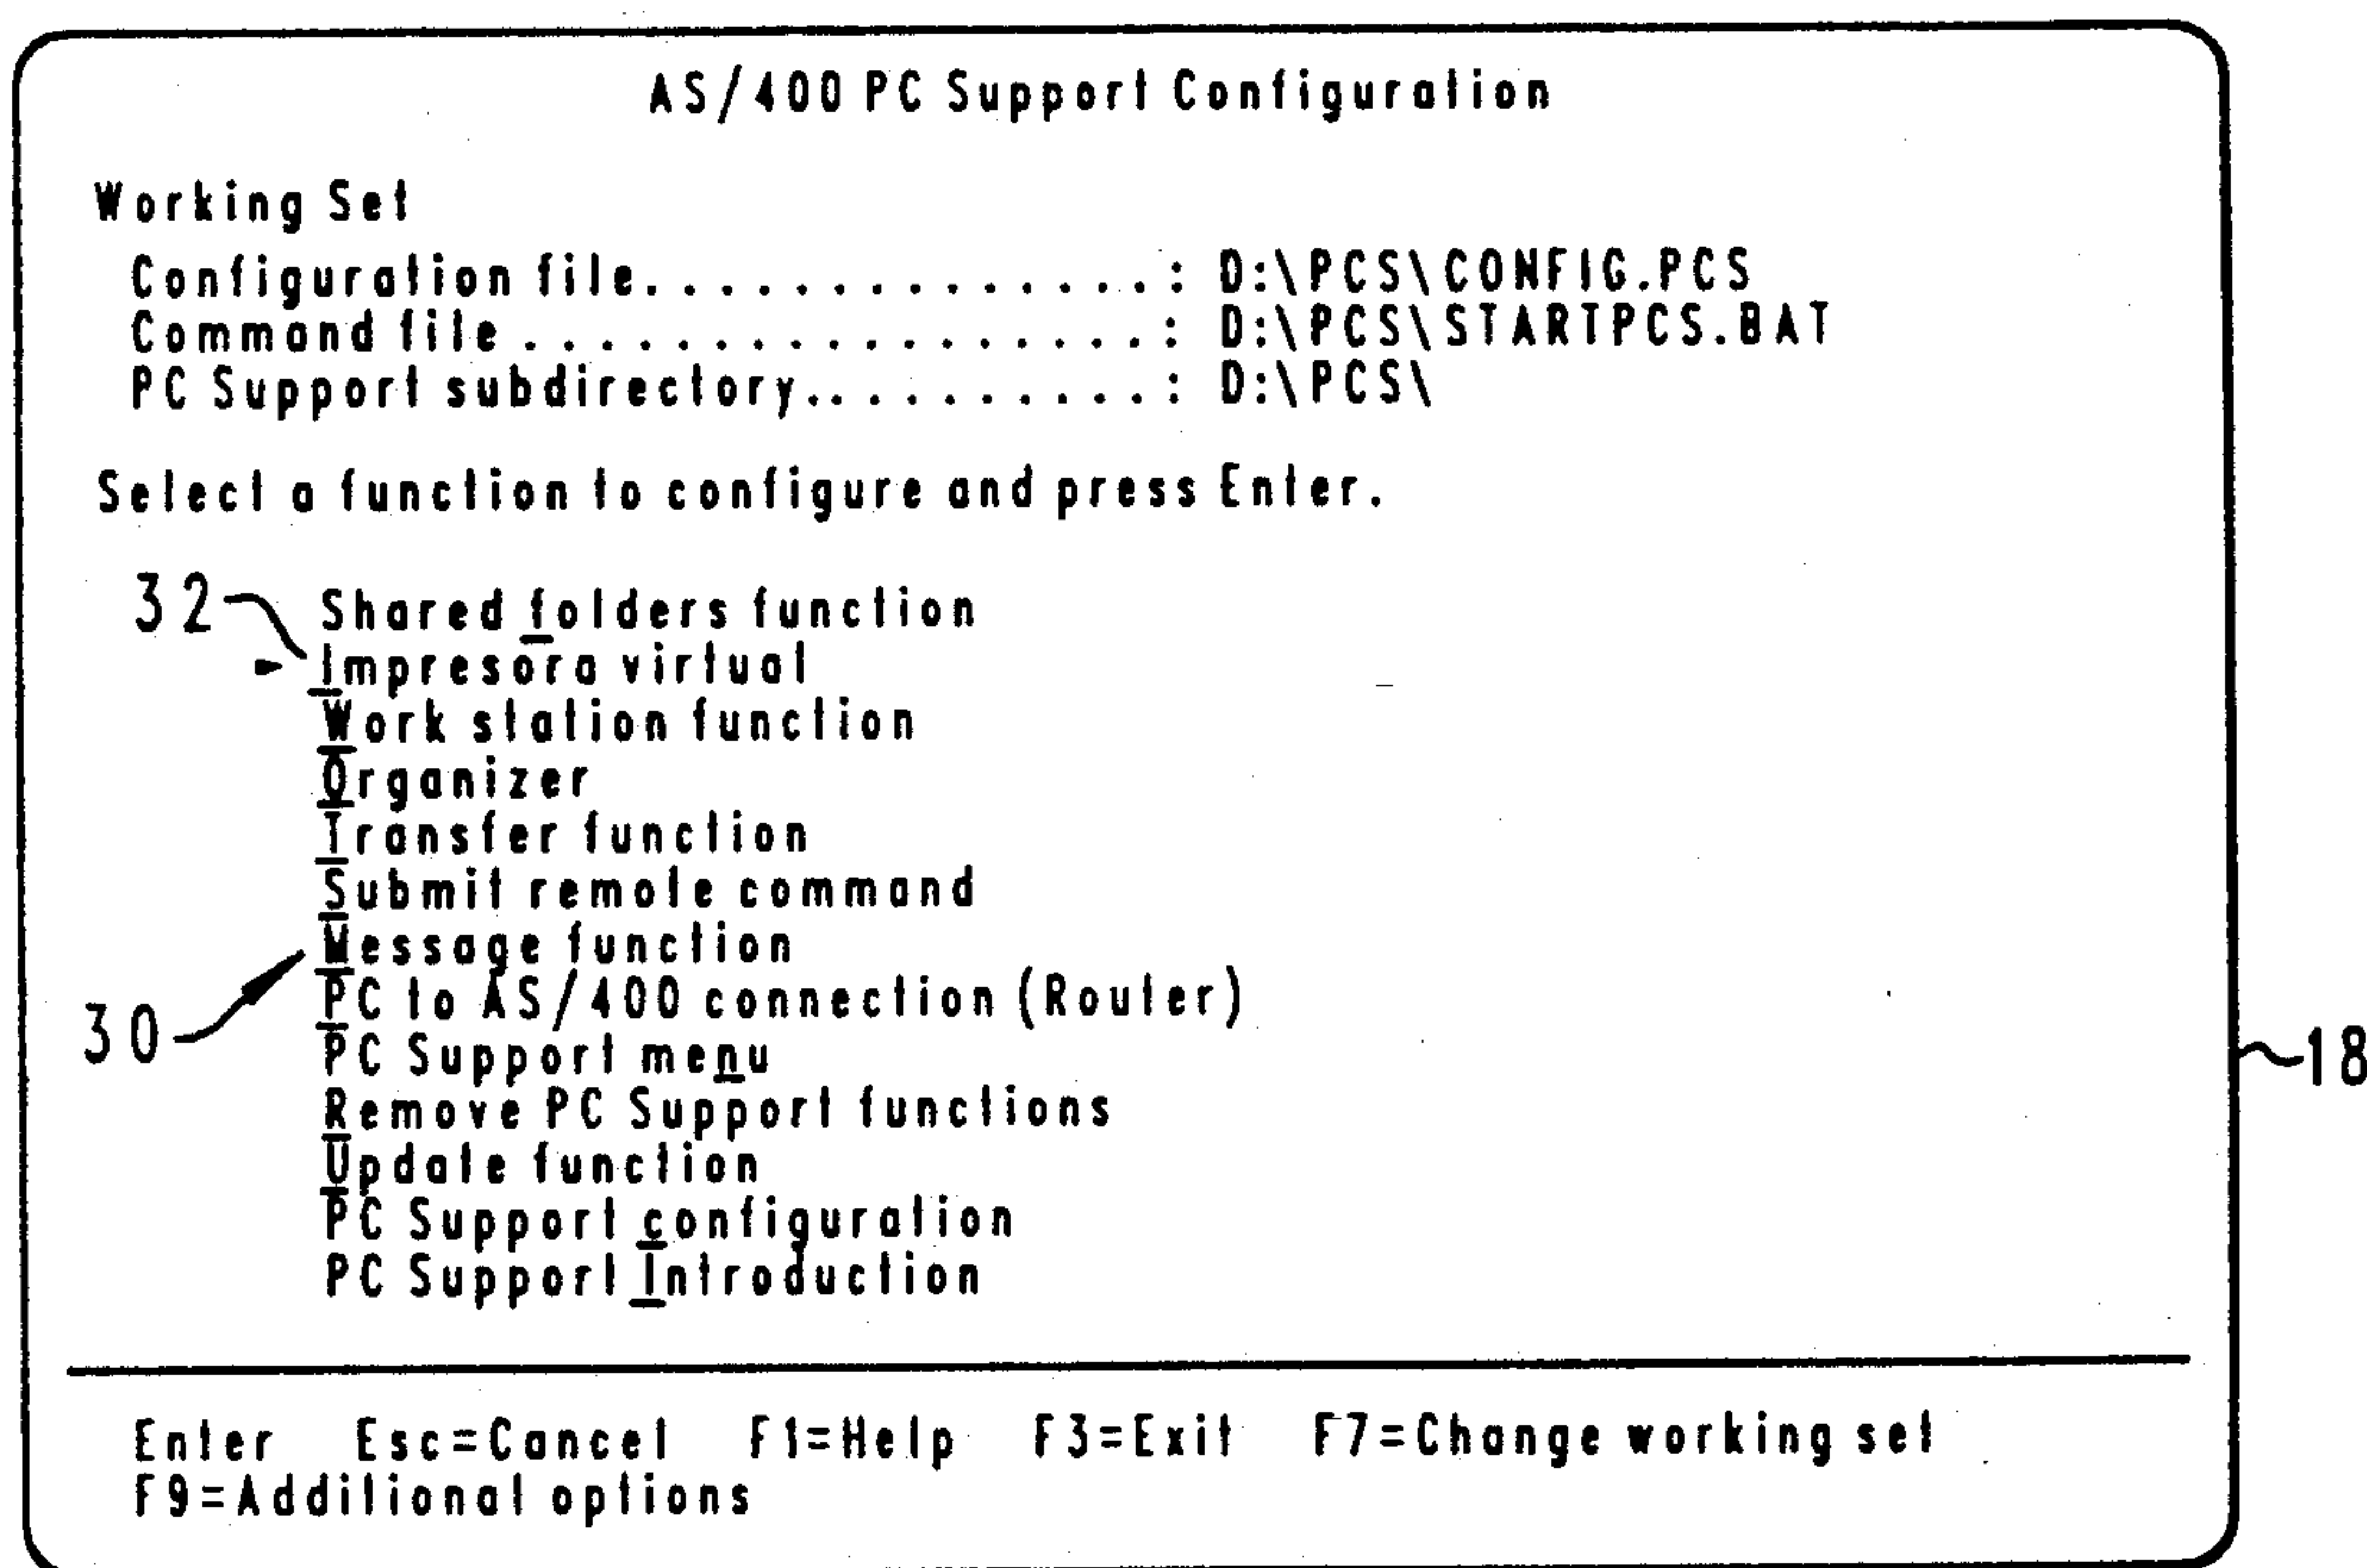 AS/400 PC Support Configuration
Working Set
Configuration file. . . . . . . . . . . . . . . : D:\PCS\CONFIG.PCS
Command file . . . . . . . . . . . . . . . . . . : D:\PCS\STARTPCS.BAT
PC Support subdirectory. . . . . . . . . . : D:\PCS\
Select a function to configure and press Enter.
32
Shared folders function
Impresora virtual
Work station function
Organizer
Transfer function
Submit remote command
Message function
PC to AS/400 connection (Router)
30
PC Support menu
18
Remove PC Support functions
Update function
PC Support configuration
PC Support Introduction
Enter Esc=Cancel F1=Help F3=Exit F7=Change working set
F9=Additional options